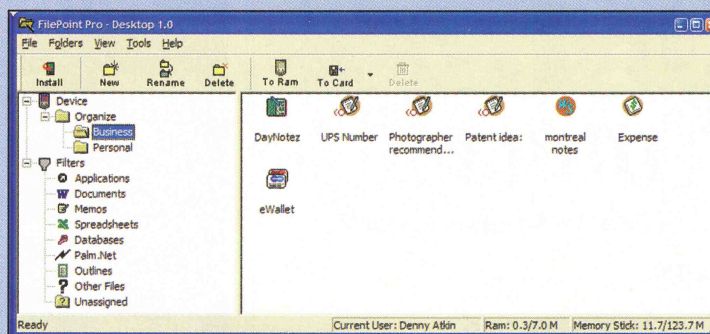 FilePoint Pro - Desktop 1.0
File Folders View Tools Help
Install New Rename Delete To Ram To Card Delete
Device
Organize
Business
Personal
Filters
Applications
Documents
Memos
Spreadsheets
Databases
Palm.Net
Outlines
Other Files
Unassigned
DayNotez UPS Number Photographer recommend... Patent idea: montreal notes Expense
eWallet
Ready Current User: Denny Atkin Ram: 0.3/7.0 M Memory Stick: 11.7/123.7 M